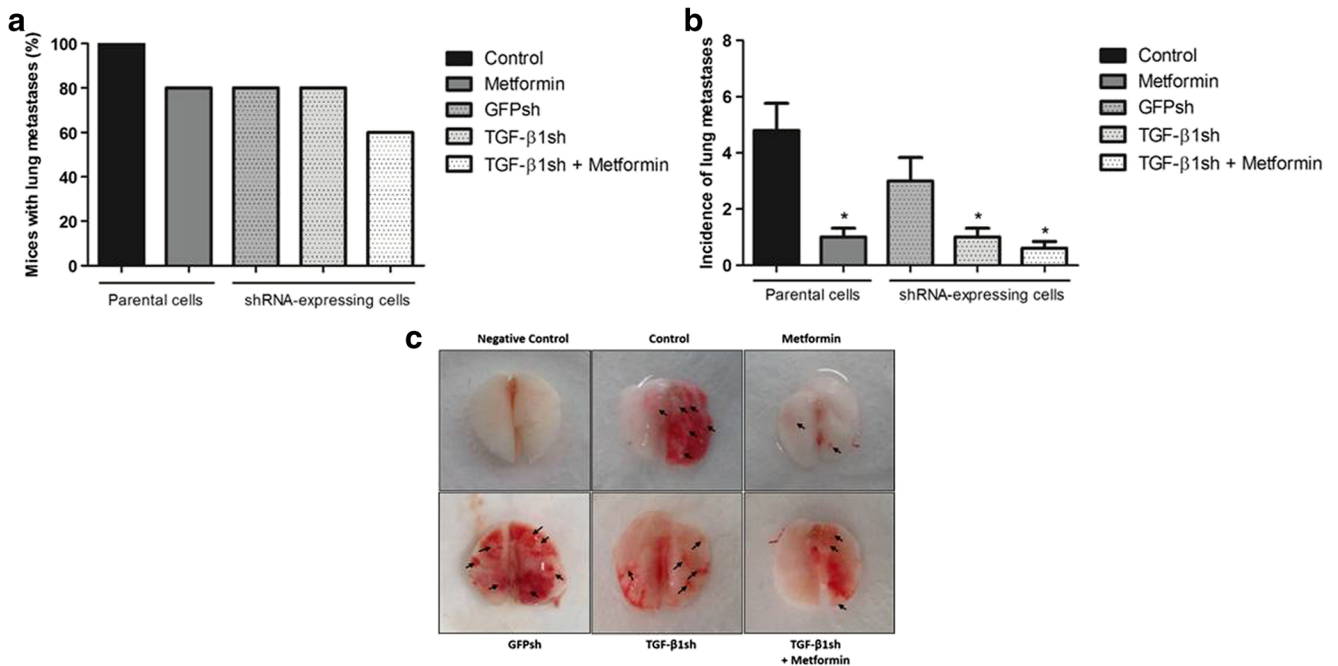 a
Mices with lung metastases (%)
100
80
60
40
20
0
Parental cells
shRNA-expressing cells
Control
Metformin
GFPsh
TGF-β1sh
TGF-β1sh + Metformin
b
Incidence of lung metastases
8
6
4
2
0
*
*
*
Parental cells
shRNA-expressing cells
Control
Metformin
GFPsh
TGF-β1sh
TGF-β1sh + Metformin
c
Negative Control
Control
Metformin
GFPsh
TGF-β1sh
TGF-β1sh
+ Metformin